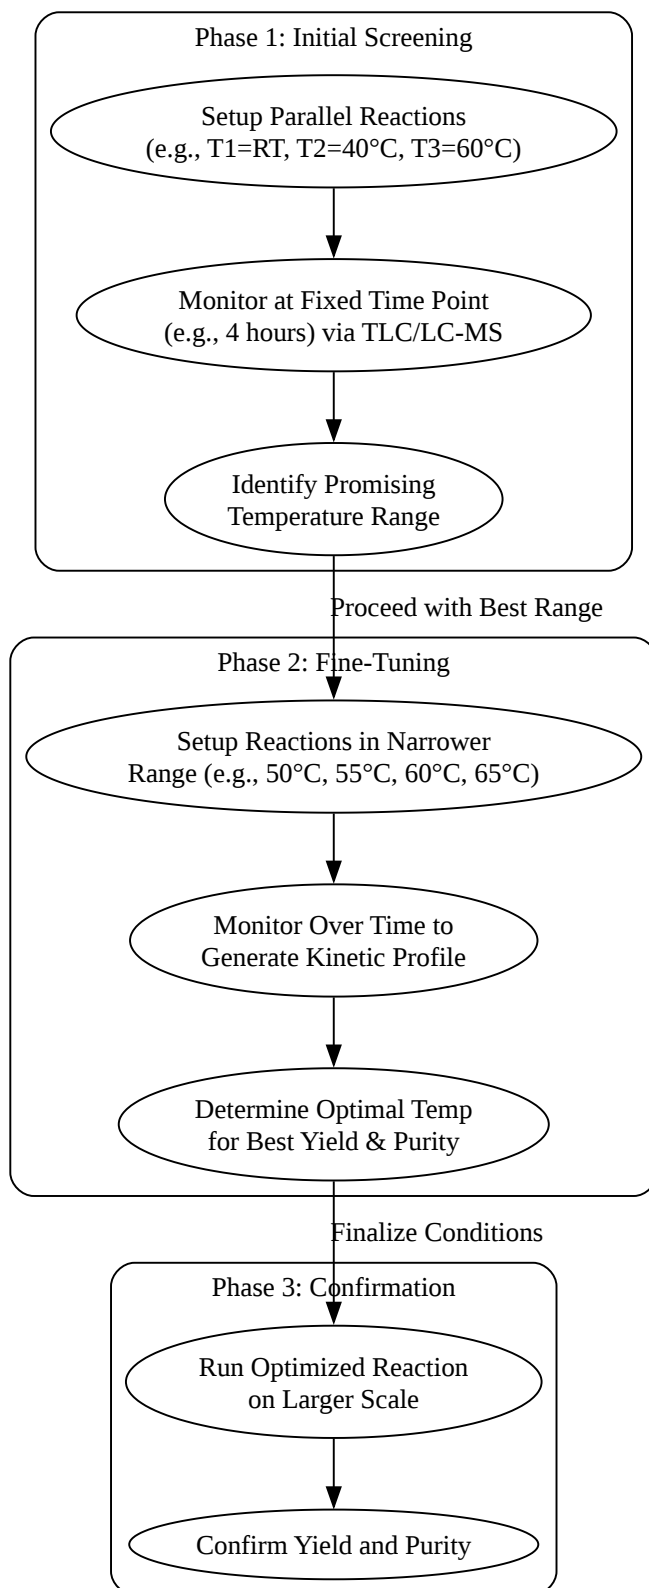 Phase 1: Initial Screening
Setup Parallel Reactions
(e.g., T1=RT, T2=40°C, T3=60°C)
Monitor at Fixed Time Point
(e.g., 4 hours) via TLC/LC-MS
Identify Promising
Temperature Range
Proceed with Best Range
Phase 2: Fine-Tuning
Setup Reactions in Narrower
Range (e.g., 50°C, 55°C, 60°C, 65°C)
Monitor Over Time to
Generate Kinetic Profile
Determine Optimal Temp
for Best Yield & Purity
Finalize Conditions
Phase 3: Confirmation
Run Optimized Reaction
on Larger Scale
Confirm Yield and Purity